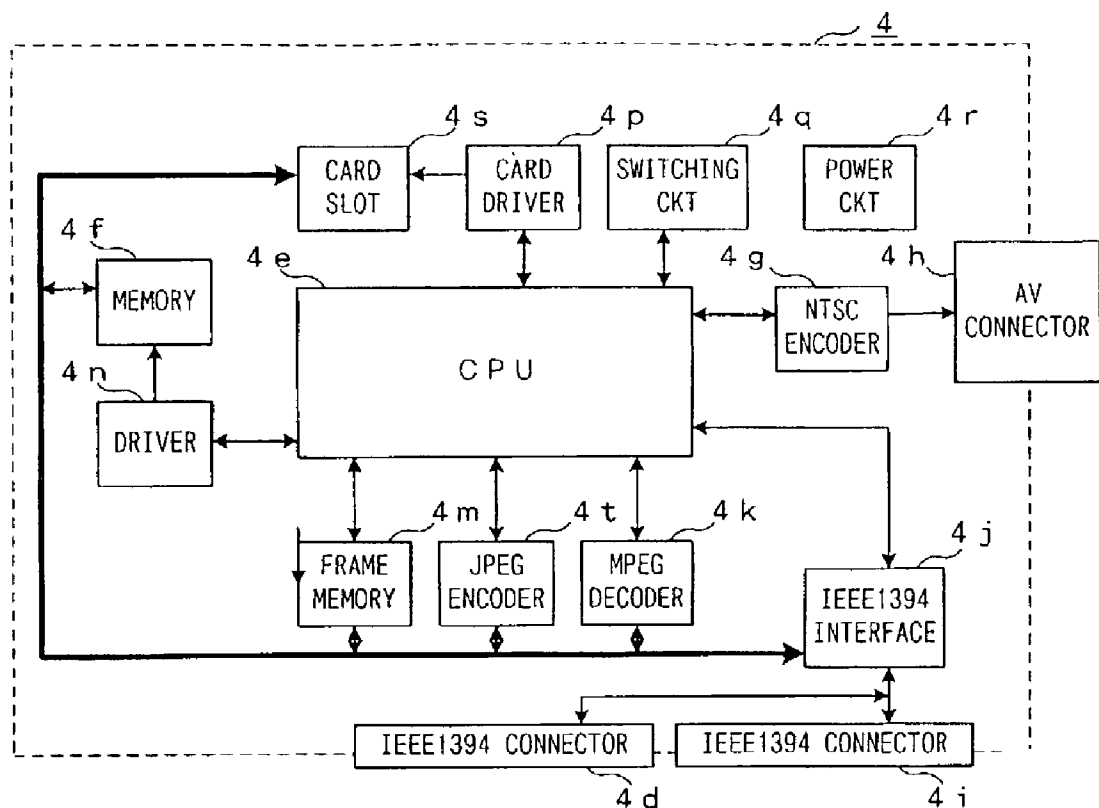 4
4 s
4 p
4 q
4 r
CARD
SLOT
CARD
DRIVER
SWITCHING
CKT
POWER
CKT
4 f
MEMORY
4 e
4 g
4 h
CPU
NTSC
ENCODER
AV
CONNECTOR
4 n
DRIVER
4 m
4 t
4 k
4 j
FRAME
MEMORY
JPEG
ENCODER
MPEG
DECODER
IEEE1394
INTERFACE
IEEE1394 CONNECTOR
IEEE1394 CONNECTOR
4 d
4 i